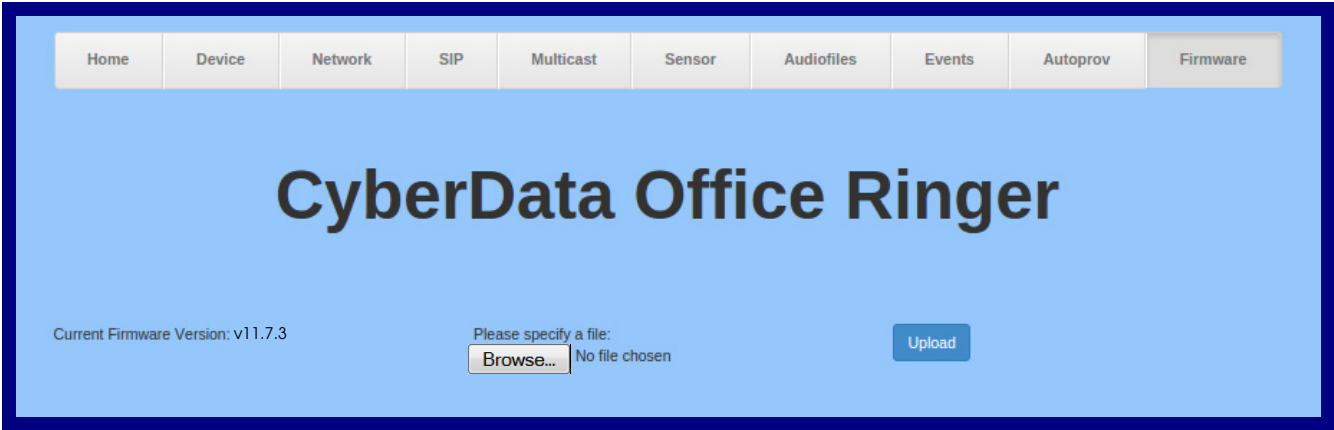 Home Device Network SIP Multicast Sensor Audiofiles Events Autoprov Firmware
CyberData Office Ringer
Current Firmware Version: v11.7.3
Please specify a file:
Browse... No file chosen
Upload